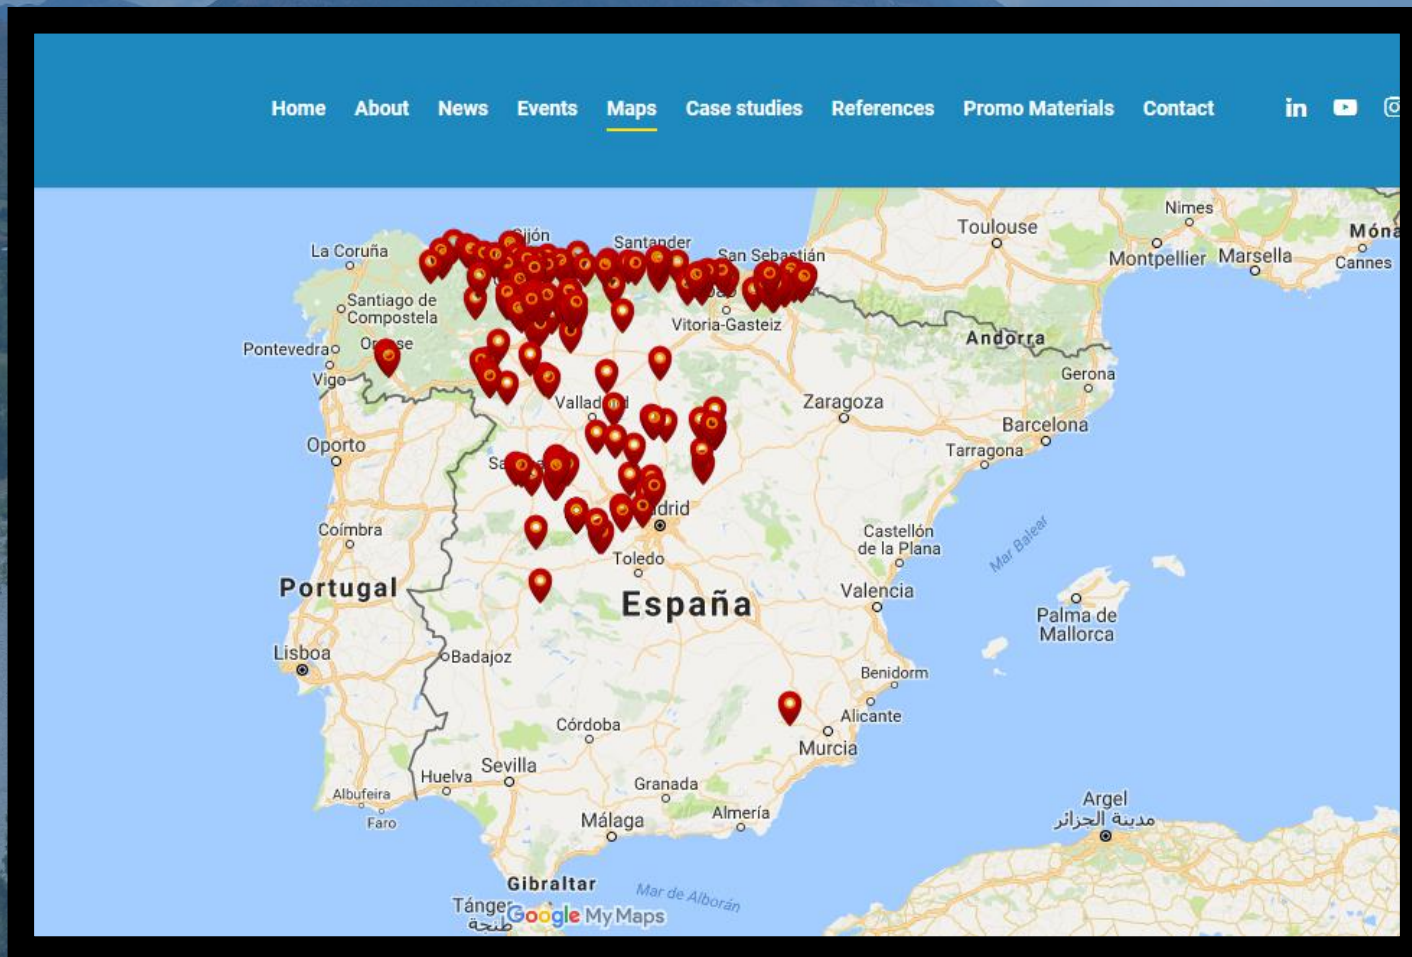 Home About News Events Maps Case studies References Promo Materials Contact
in
Nimes
Toulouse
Móna
Montpellier
Marsella
Cannes
La Coruña
Gijón
Santander
San Sebastián
Santiago de
Compostela
Vitoria-Gasteiz
Andorra
Pontevedra
Vigo
Gerona
Zaragoza
Barcelona
Tarragona
Oporto
Coímbra
Castellón
de la Plana
Mar Balear
Toledo
Portugal
España
Valencia
Palma de
Mallorca
Lisboa
Badajoz
Benidorm
Alicante
Córdoba
Murcia
Sevilla
Huelva
Granada
Albufeira
Faro
Málaga
Almería
Argel
مدينة الجزائر
Gibraltar
Mar de Alborán
Tánger
طنجة
Google My Maps